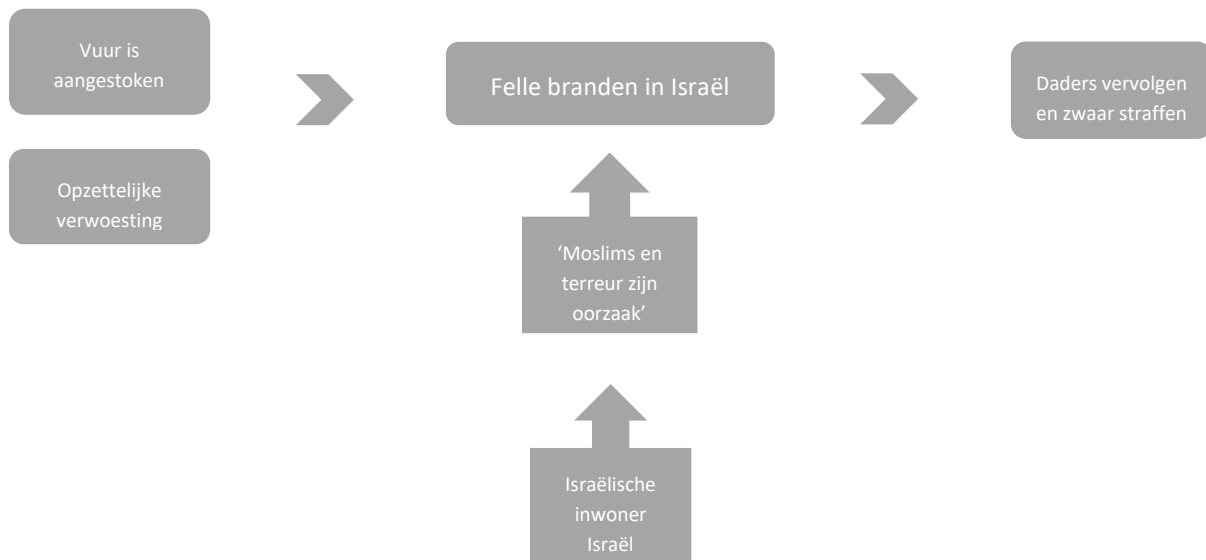 Vuur is
aangestoken
Opzettelijke
verwoesting
Felle branden in Israël
Daders vervolgen
en zwaar straffen
‘Moslims en
terreur zijn
oorzaak’
Israëlische
inwoner
Israël